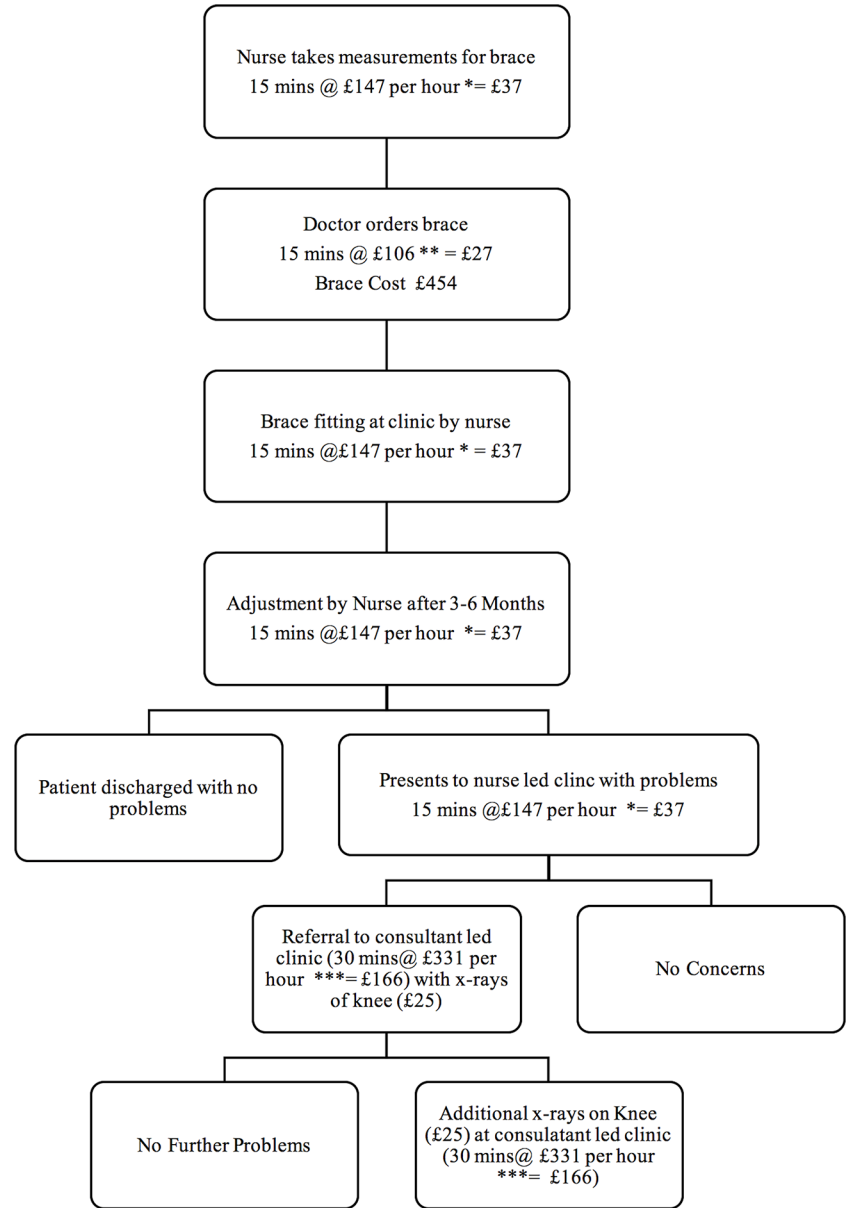 Nurse takes measurements for brace
15 mins @ £147 per hour *= £37
Doctor orders brace
15 mins @ £106 ** = £27
Brace Cost £454
Brace fitting at clinic by nurse
15 mins @£147 per hour * = £37
Adjustment by Nurse after 3-6 Months
15 mins @£147 per hour *= £37
Patient discharged with no
problems
Presents to nurse led clinc with problems
15 mins @£147 per hour *= £37
Referral to consultant led
clinic (30 mins@ £331 per
hour ***= £166) with x-rays
of knee (£25)
No Concerns
No Further Problems
Additional x-rays on Knee
(£25) at consulatant led clinic
(30 mins@ £331 per hour
***= £166)